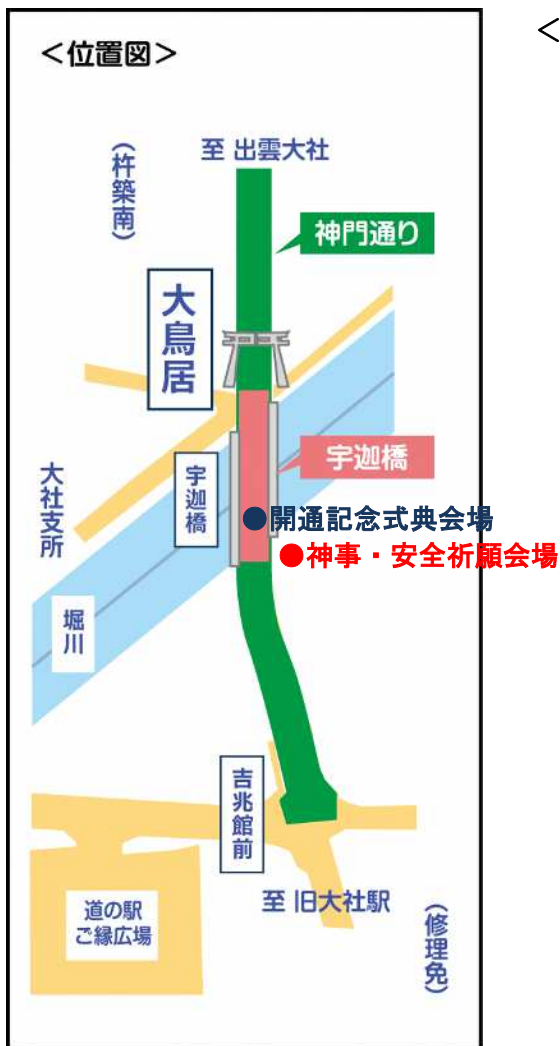 <位置図>
<
至 出雲大社
(杵築南)
神門通り
大鳥居
宇迦橋
宇迦橋
大社支所
●開通記念式典会場
●神事・安全祈願会場
堀川
吉兆館前
至 旧大社駅
道の駅
ご縁広場
(修理免)